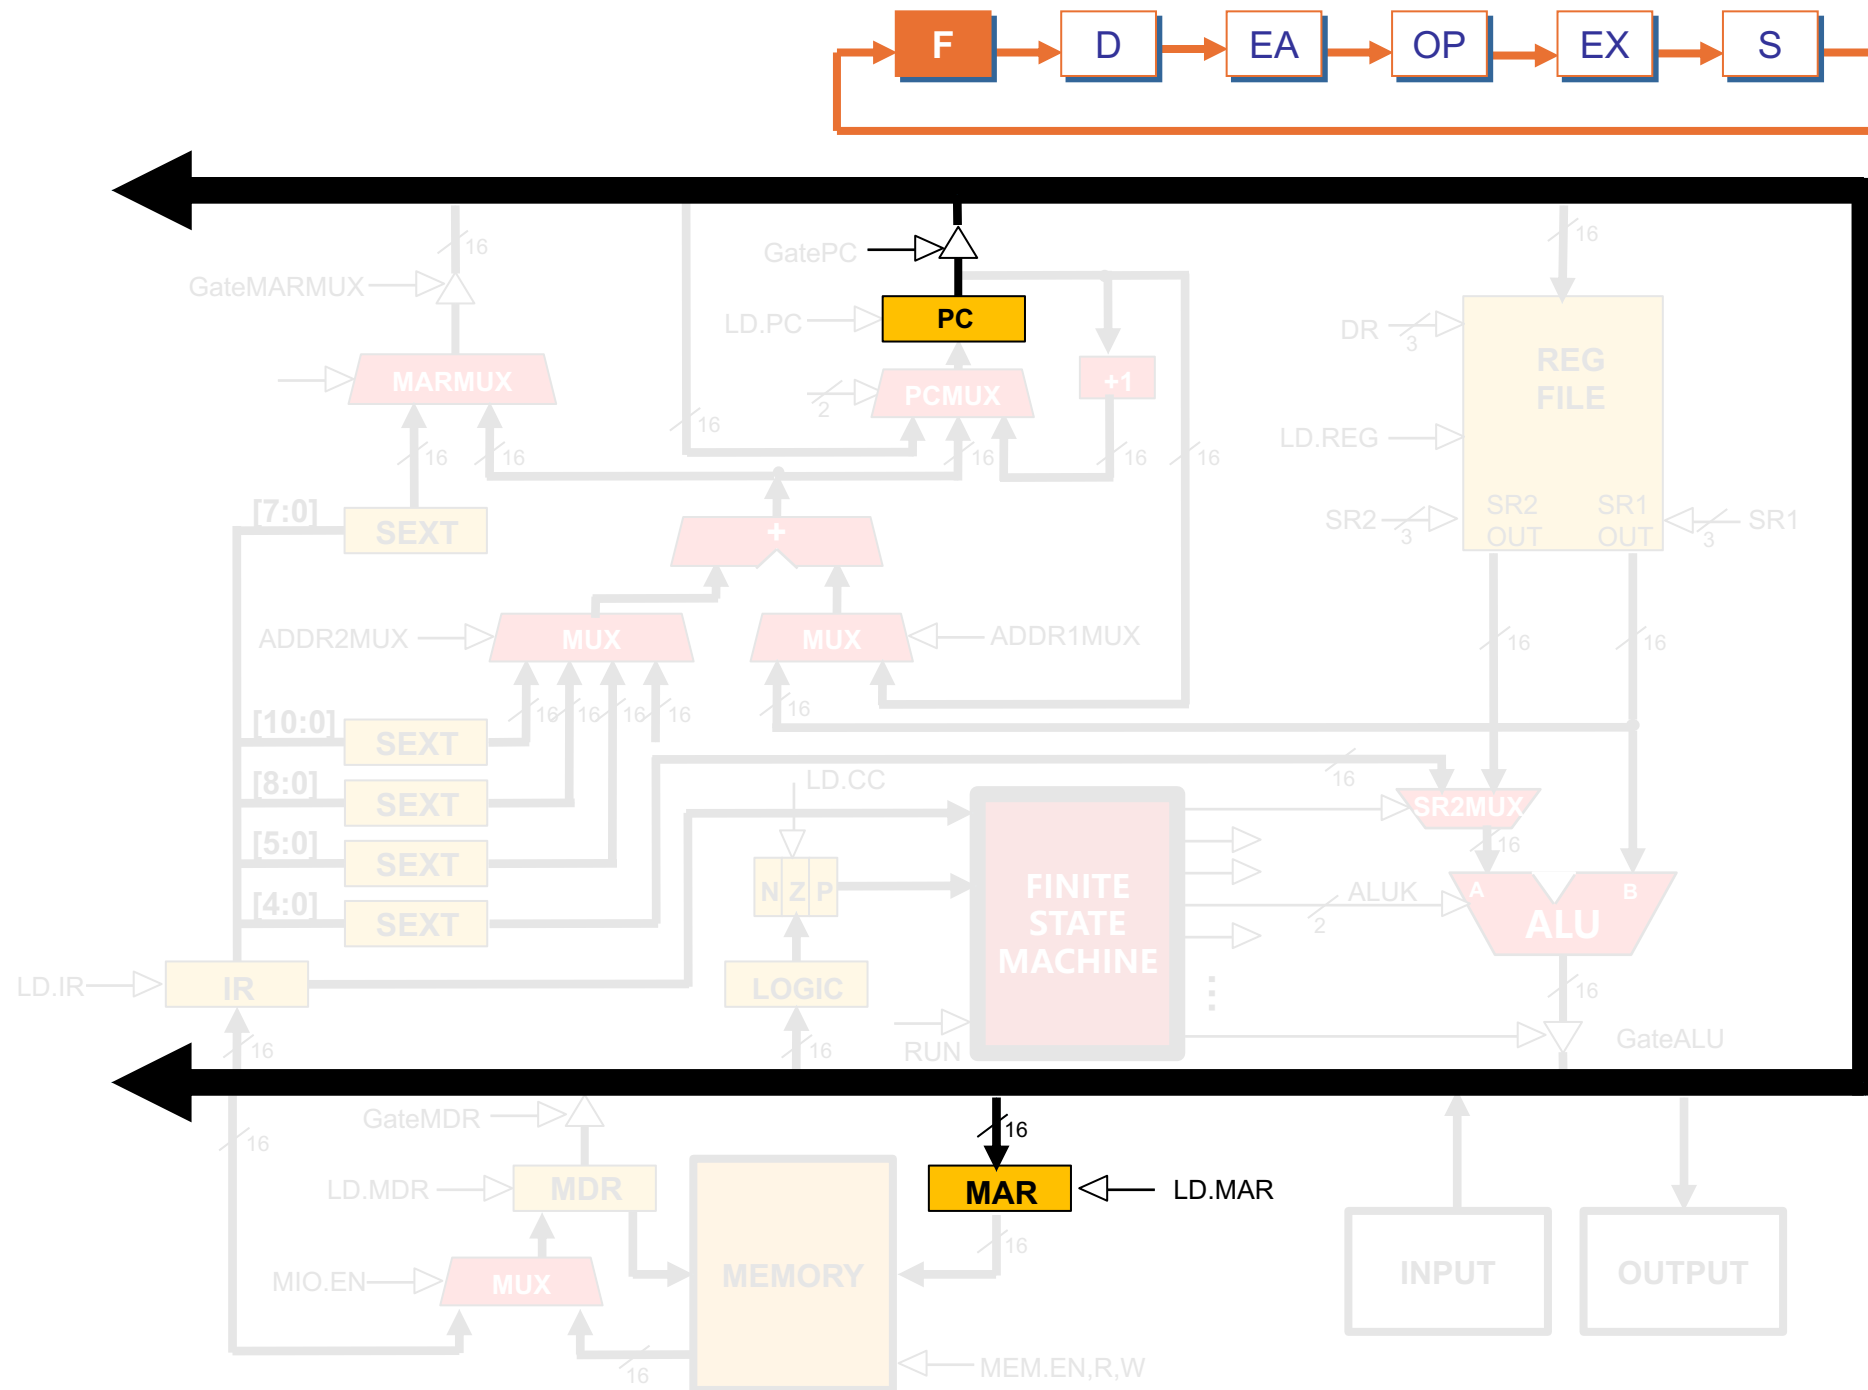 F D EA OP EX S
16
16
GatePC
GateMARMUX
LD.PC
PC
DR
3
REG
FILE
MARMUX
2
PCMUX
+1
16
LD.REG
16
16
16
16
16
[7:0]
SEXT
SR2
3
SR2
OUT
SR1
OUT
3
SR1
+
ADDR2MUX
MUX
MUX
ADDR1MUX
16
16
16
16
16
16
16
[10:0]
SEXT
[8:0]
SEXT
LD.CC
16
SR2MUX
16
[5:0]
SEXT
N Z P
FINITE
STATE
MACHINE
ALUK
2
A
B
ALU
[4:0]
SEXT
LD.IR
IR
LOGIC
16
16
16
RUN
GateALU
GateMDR
16
16
LD.MDR
MDR
MAR
LD.MAR
16
MIO.EN
MUX
MEMORY
INPUT
OUTPUT
16
MEM.EN,R,W